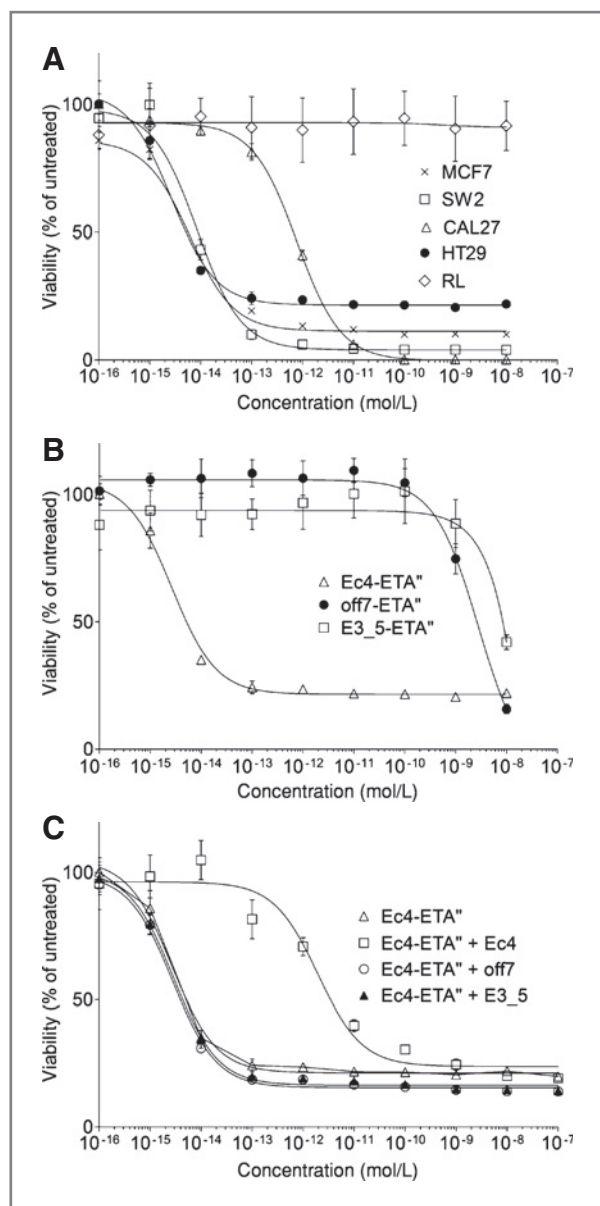 A
Viability (% of untreated)
100
50
0
MCF7
SW2
CAL27
HT29
RL
10-16 10-15 10-14 10-13 10-12 10-11 10-10 10-9 10-8 10-7
Concentration (mol/L)
B
Viability (% of untreated)
100
50
0
Ec4-ETA"
off7-ETA"
E3_5-ETA"
10-16 10-15 10-14 10-13 10-12 10-11 10-10 10-9 10-8 10-7
Concentration (mol/L)
C
Viability (% of untreated)
100
50
0
Ec4-ETA"
Ec4-ETA" + Ec4
Ec4-ETA" + off7
Ec4-ETA" + E3_5
10-16 10-15 10-14 10-13 10-12 10-11 10-10 10-9 10-8 10-7
Concentration (mol/L)